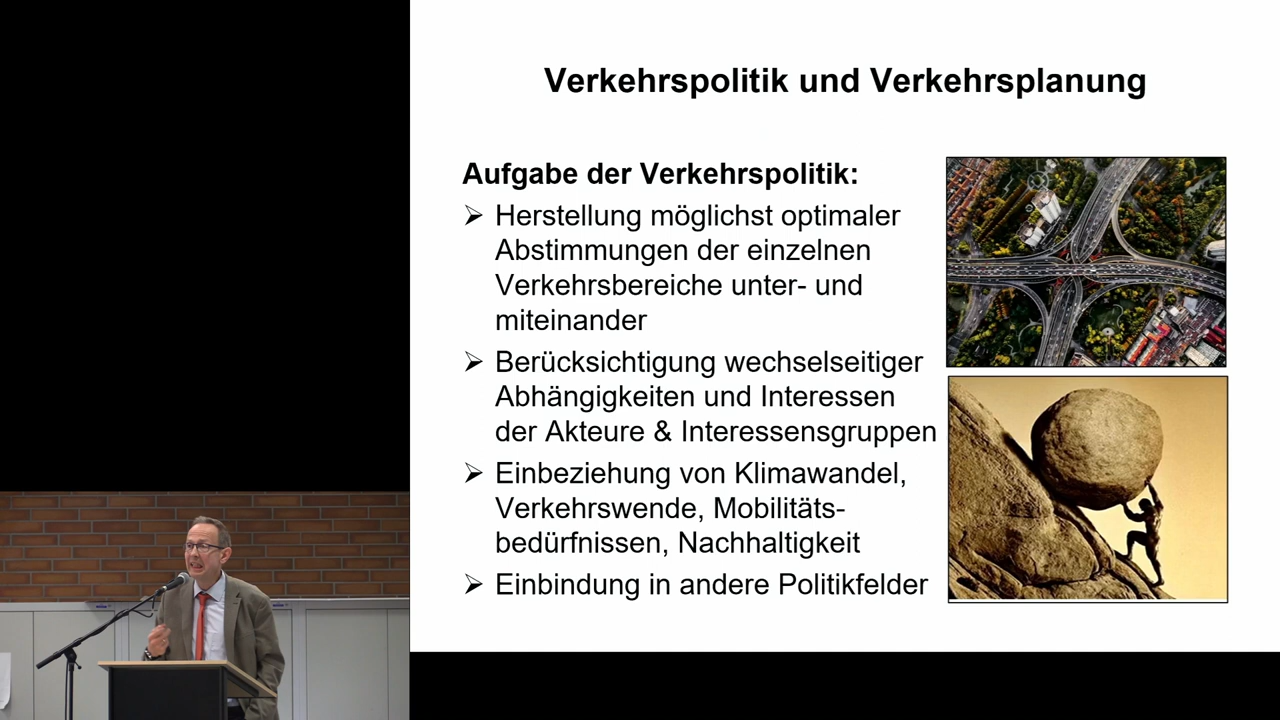 Verkehrspolitik und Verkehrsplanung
Aufgabe der Verkehrspolitik:
Herstellung möglichst optimaler
Abstimmungen der einzelnen
Verkehrsbereiche unter- und
miteinander
Berücksichtigung wechselseitiger
Abhängigkeiten und Interessen
der Akteure & Interessensgruppen
Einbeziehung von Klimawandel,
Verkehrswende, Mobilitäts-
bedürfnissen, Nachhaltigkeit
Einbindung in andere Politikfelder